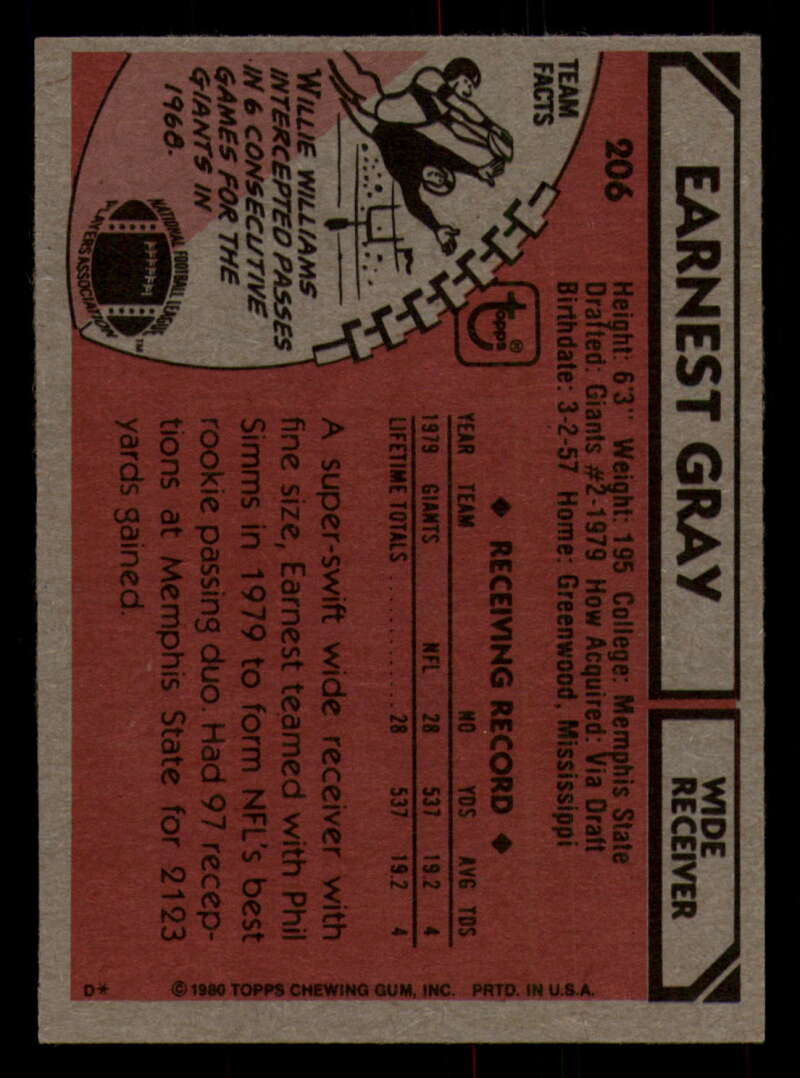 EARNEST GRAY
WIDE
RECEIVER
206
Height: 6'3" Weight: 195 College: Memphis State
Drafted: Giants #2-1979 How Acquired: Via Draft
Birthdate: 3-2-57 Home: Greenwood, Mississippi
TEAM
FACTS
WILLIE WILLIAMS
INTERCEPTED PASSES
IN 6 CONSECUTIVE
GAMES FOR THE
GIANTS IN
1968.
NATIONAL FOOTBALL LEAGUE
PLAYERS ASSOCIATION
TM
topps®
◆ RECEIVING RECORD ◆
YEAR TEAM NO YDS AVG TDS
1979 GIANTS NFL 28 537 19.2 4
LIFETIME TOTALS .......... 28 537 19.2 4
A super-swift wide receiver with
fine size, Earnest teamed with Phil
Simms in 1979 to form NFL's best
rookie passing duo. Had 97 recep-
tions at Memphis State for 2123
yards gained.
D* © 1980 TOPPS CHEWING GUM, INC. PRTD. IN U.S.A.